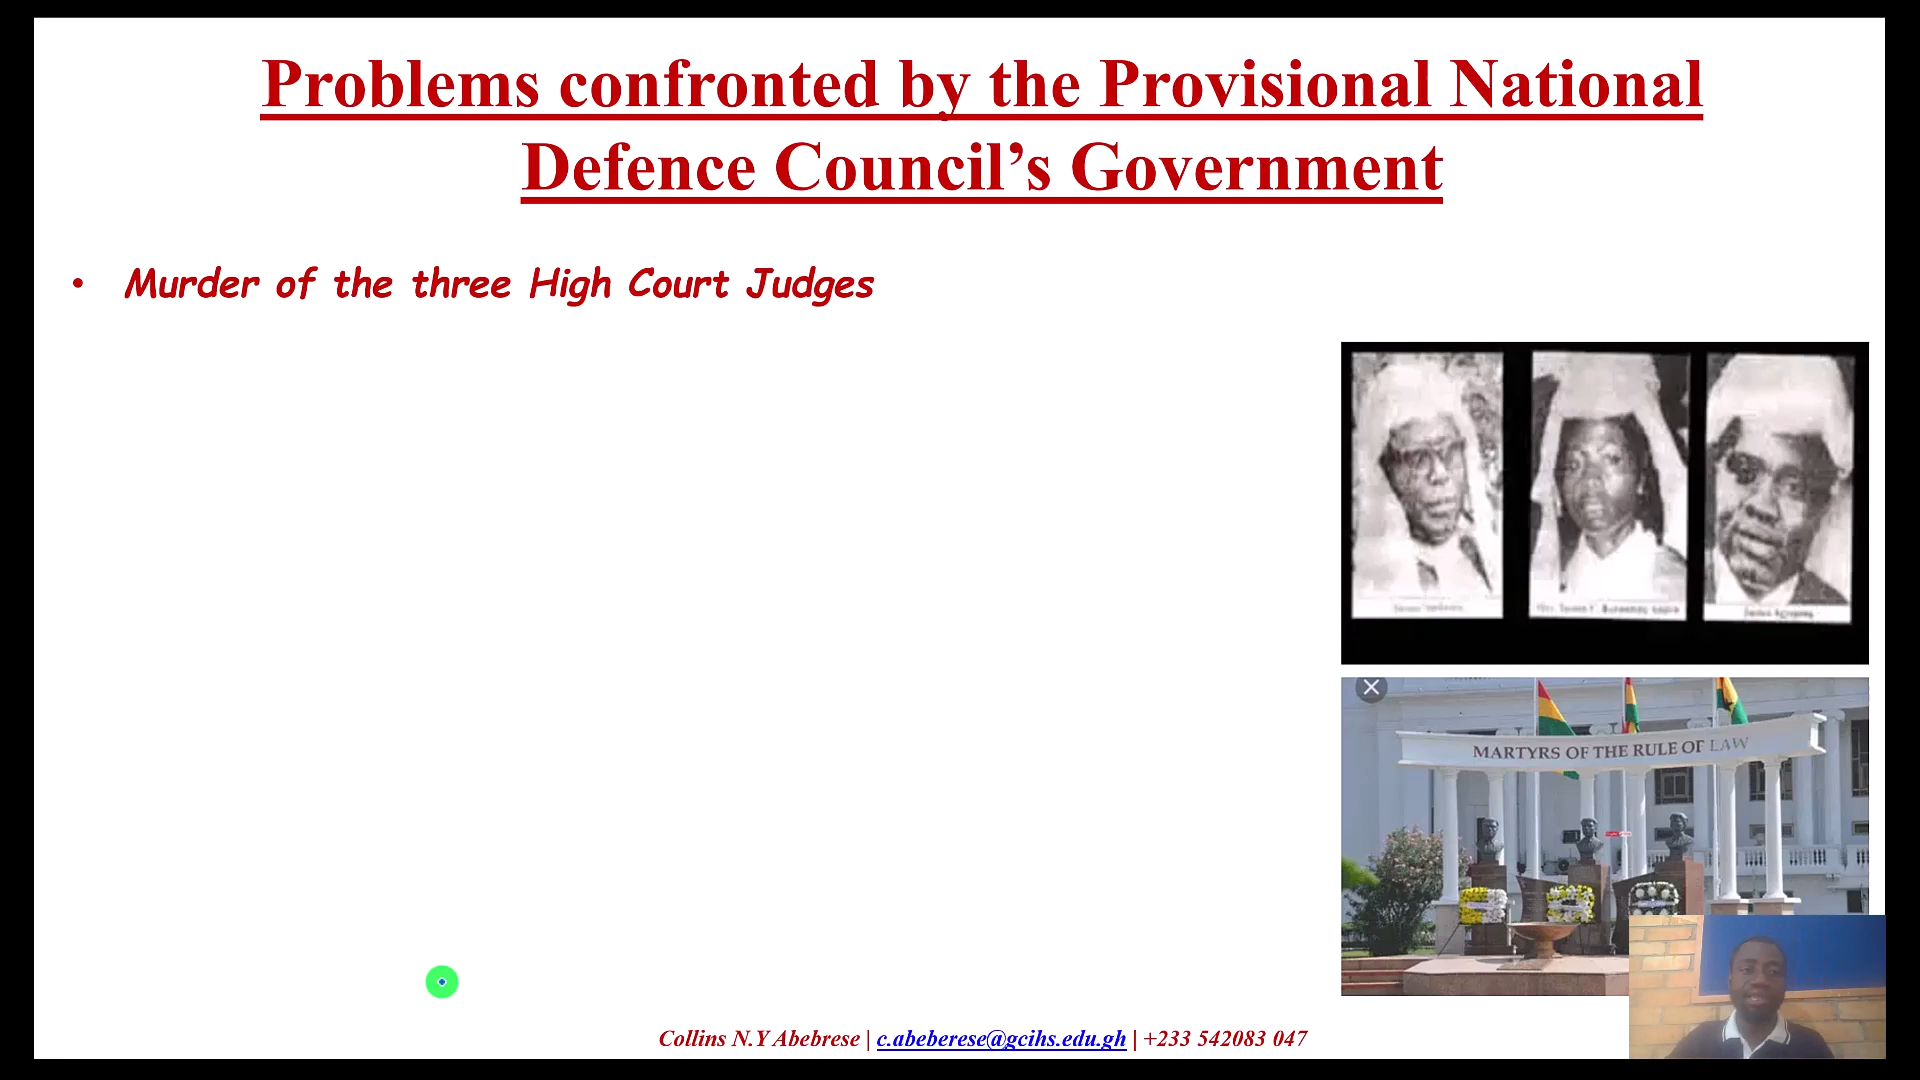 Problems confronted by the Provisional National
Defence Council’s Government
• Murder of the three High Court Judges
MARTYRS OF THE RULE OF LAW
Collins N.Y Abebrese | c.abeberese@gcihs.edu.gh | +233 542083 047